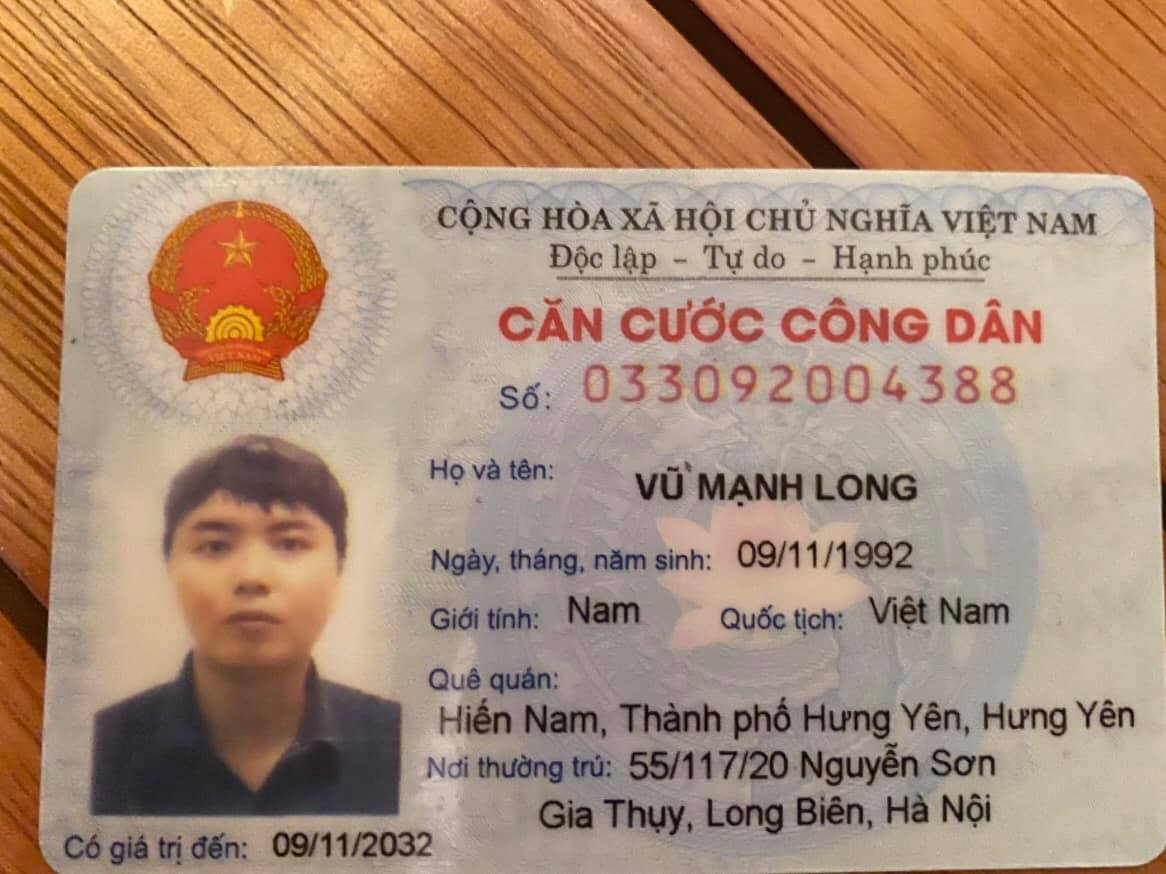 CỘNG HÒA XÃ HỘI CHỦ NGHĨA VIỆT NAM
Độc lập - Tự do - Hạnh phúc
CĂN CƯỚC CÔNG DÂN
Số: 033092004388
Họ và tên: VŨ MẠNH LONG
Ngày, tháng, năm sinh: 09/11/1992
Giới tính: Nam Quốc tịch: Việt Nam
Quê quán:
Hiến Nam, Thành phố Hưng Yên, Hưng Yên
Nơi thường trú: 55/117/20 Nguyễn Sơn
Gia Thụy, Long Biên, Hà Nội
Có giá trị đến: 09/11/2032
VIỆT NAM